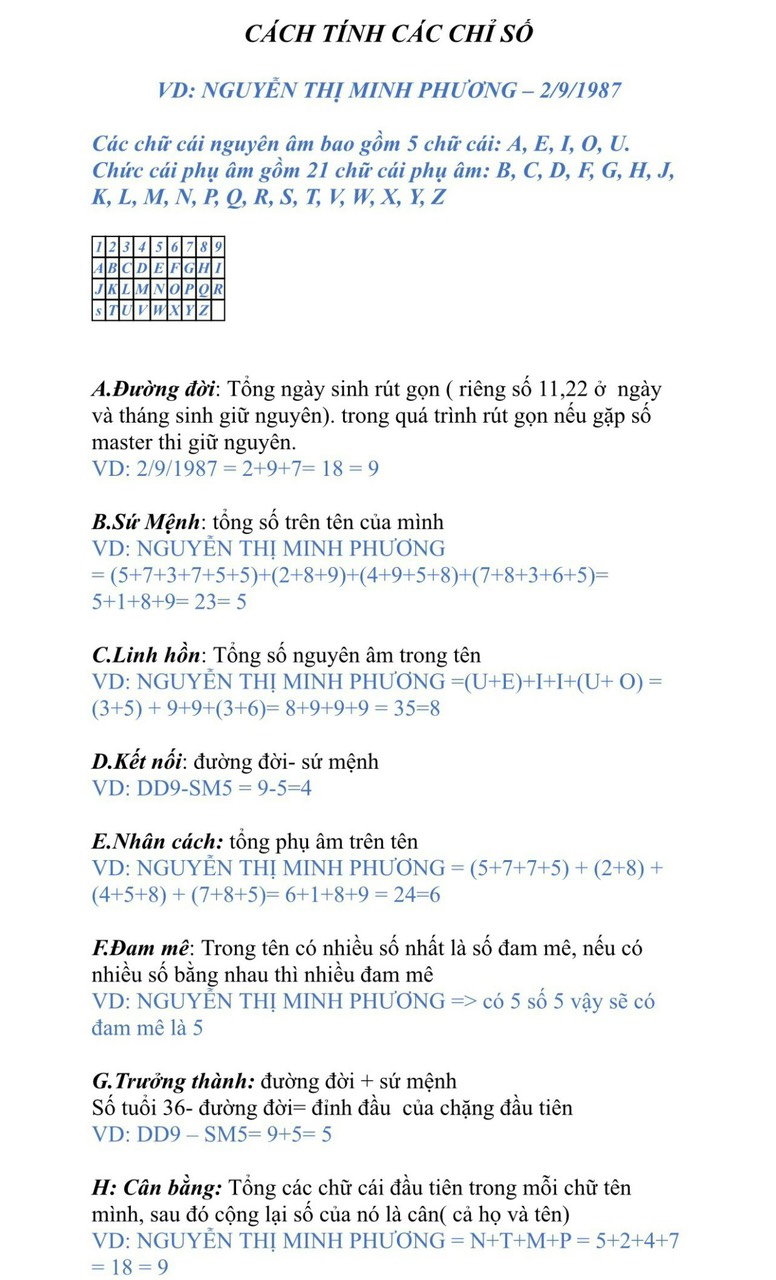 CÁCH TÍNH CÁC CHỈ SỐ
VD: NGUYỄN THỊ MINH PHƯƠNG – 2/9/1987
Các chữ cái nguyên âm bao gồm 5 chữ cái: A, E, I, O, U.
Chức cái phụ âm gồm 21 chữ cái phụ âm: B, C, D, F, G, H, J,
K, L, M, N, P, Q, R, S, T, V, W, X, Y, Z
1 2 3 4 5 6 7 8 9
A B C D E F G H I
J K L M N O P Q R
s T U V W X Y Z
A.Đường đời: Tổng ngày sinh rút gọn ( riêng số 11,22 ở ngày
và tháng sinh giữ nguyên). trong quá trình rút gọn nếu gặp số
master thi giữ nguyên.
VD: 2/9/1987 = 2+9+7= 18 = 9
B.Sứ Mệnh: tổng số trên tên của mình
VD: NGUYỄN THỊ MINH PHƯƠNG
= (5+7+3+7+5+5)+(2+8+9)+(4+9+5+8)+(7+8+3+6+5)=
5+1+8+9= 23= 5
C.Linh hồn: Tổng số nguyên âm trong tên
VD: NGUYỄN THỊ MINH PHƯƠNG =(U+E)+I+I+(U+ O) =
(3+5) + 9+9+(3+6)= 8+9+9+9 = 35=8
D.Kết nối: đường đời- sứ mệnh
VD: DD9-SM5 = 9-5=4
E.Nhân cách: tổng phụ âm trên tên
VD: NGUYỄN THỊ MINH PHƯƠNG = (5+7+7+5) + (2+8) +
(4+5+8) + (7+8+5)= 6+1+8+9 = 24=6
F.Đam mê: Trong tên có nhiều số nhất là số đam mê, nếu có
nhiều số bằng nhau thì nhiều đam mê
VD: NGUYỄN THỊ MINH PHƯƠNG => có 5 số 5 vậy sẽ có
đam mê là 5
G.Trưởng thành: đường đời + sứ mệnh
Số tuổi 36- đường đời= đỉnh đầu của chặng đầu tiên
VD: DD9 – SM5= 9+5= 5
H: Cân bằng: Tổng các chữ cái đầu tiên trong mỗi chữ tên
mình, sau đó cộng lại số của nó là cân( cả họ và tên)
VD: NGUYỄN THỊ MINH PHƯƠNG = N+T+M+P = 5+2+4+7
= 18 = 9